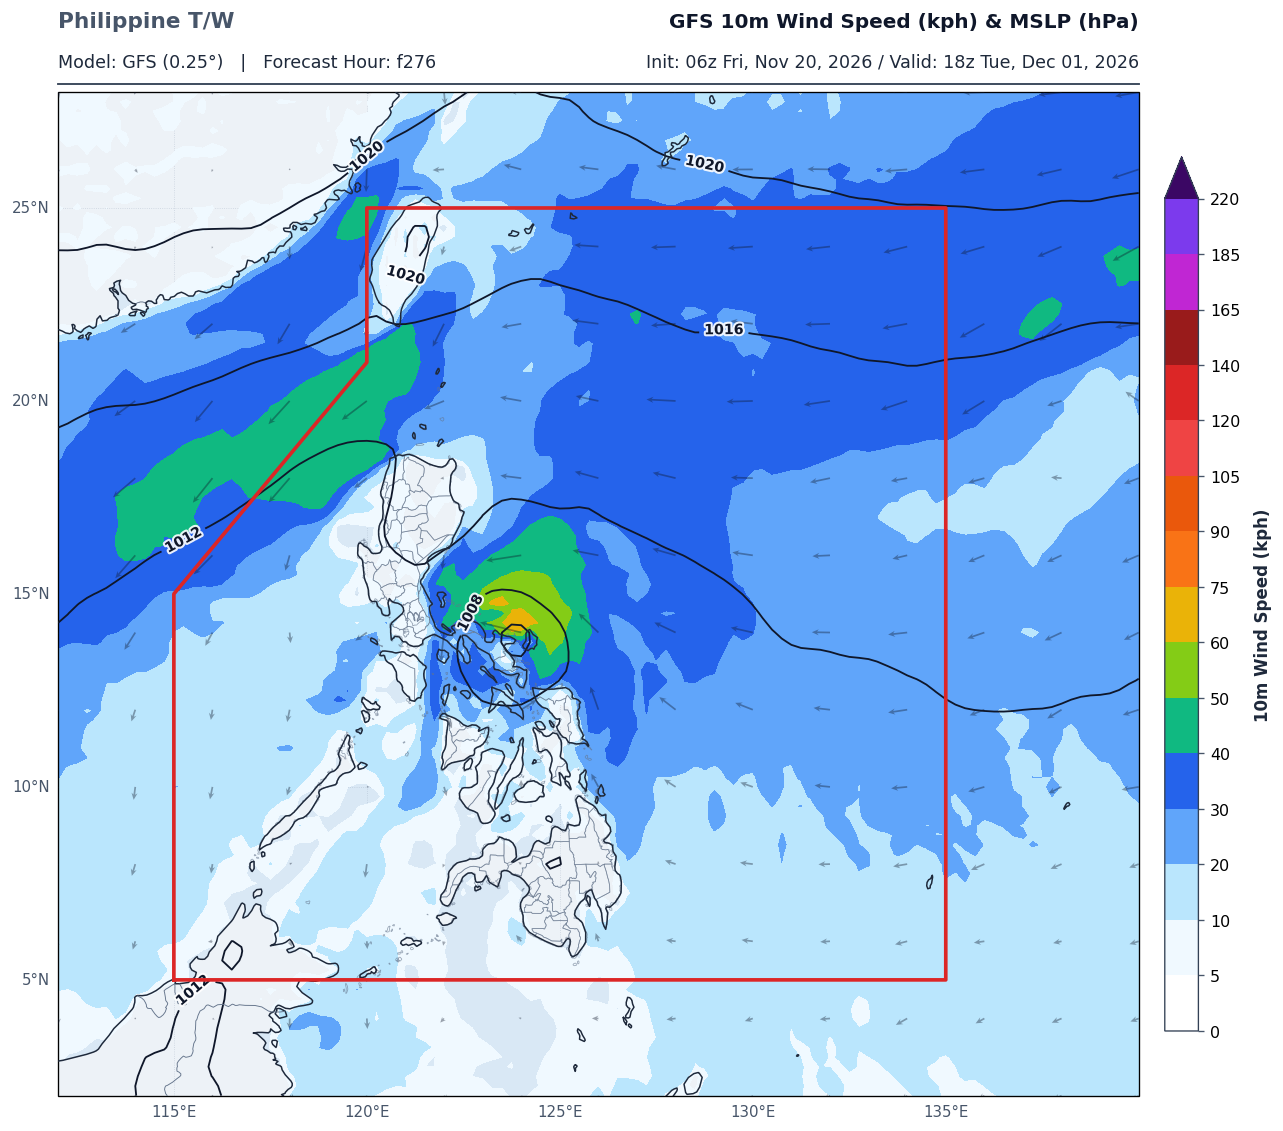 Philippine T/W
GFS 10m Wind Speed (kph) & MSLP (hPa)
Model: GFS (0.25°) | Forecast Hour: f276
Init: 06z Fri, Nov 20, 2026 / Valid: 18z Tue, Dec 01, 2026
1020
1020
25°N
1020
1016
20°N
1012
15°N
1008
10°N
5°N
1012
115°E
120°E
125°E
130°E
135°E
220
185
165
140
120
105
90
75
60
50
40
30
20
10
5
0
10m Wind Speed (kph)